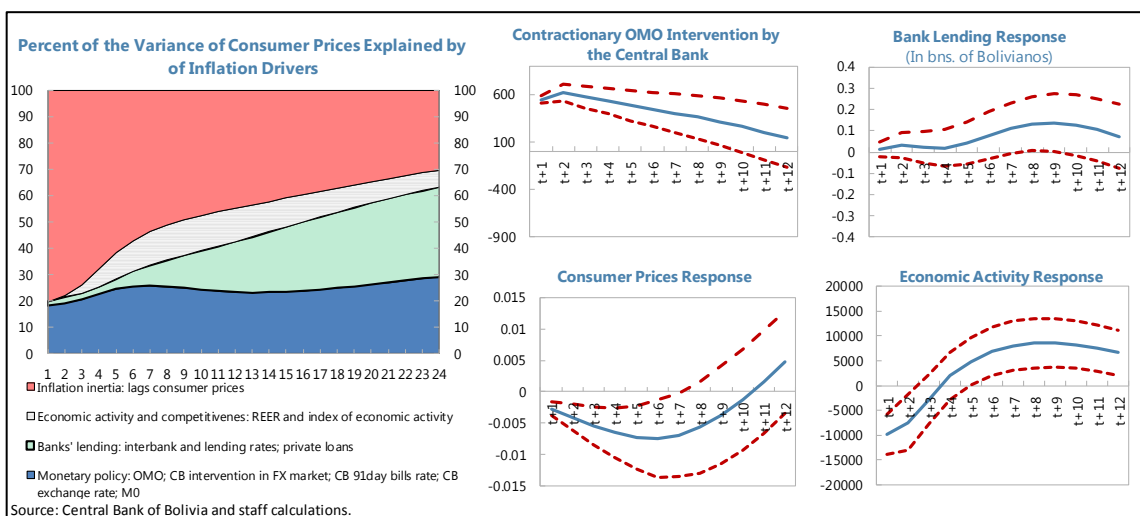 Percent of the Variance of Consumer Prices Explained by
of Inflation Drivers
100
90
80
70
60
50
40
30
20
10
0
100
90
80
70
60
50
40
30
20
10
0
1 2 3 4 5 6 7 8 9 10 11 12 13 14 15 16 17 18 19 20 21 22 23 24
Inflation inertia: lags consumer prices
Economic activity and competitivenes: REER and index of economic activity
Banks' lending: interbank and lending rates; private loans
Monetary policy: OMO; CB intervention in FX market; CB 91day bills rate; CB
exchange rate; M0
Source: Central Bank of Bolivia and staff calculations.
Contractionary OMO Intervention by
the Central Bank
600
100
-400
-900
t+1 t+2 t+3 t+4 t+5 t+6 t+7 t+8 t+9 t+10 t+11 t+12
Bank Lending Response
(In bns. of Bolivianos)
0.4
0.3
0.2
0.1
0
-0.1
-0.2
-0.3
-0.4
t+1 t+2 t+3 t+4 t+5 t+6 t+7 t+8 t+9 t+10 t+11 t+12
Consumer Prices Response
0.015
0.01
0.005
0
-0.005
-0.01
-0.015
t+1 t+2 t+3 t+4 t+5 t+6 t+7 t+8 t+9 t+10 t+11 t+12
Economic Activity Response
20000
15000
10000
5000
0
-5000
-10000
-15000
-20000
t+1 t+2 t+3 t+4 t+5 t+6 t+7 t+8 t+9 t+10 t+11 t+12